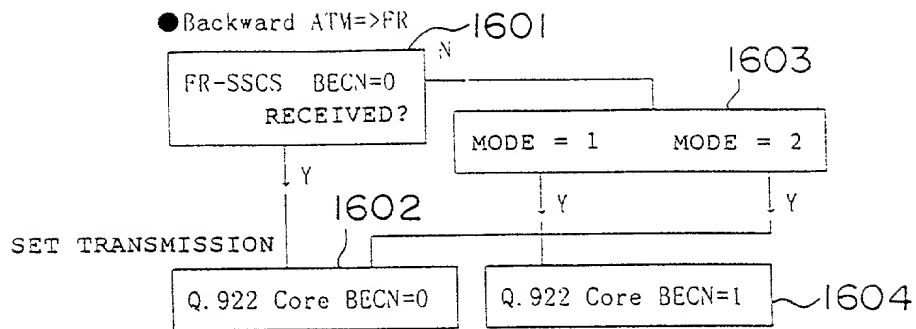 ●Backward ATM=>FR
1601
N
FR-SSCS BECN=0
RECEIVED?
1603
MODE = 1 MODE = 2
Y
Y
Y
1602
SET TRANSMISSION
Q.922 Core BECN=0
Q.922 Core BECN=1
1604